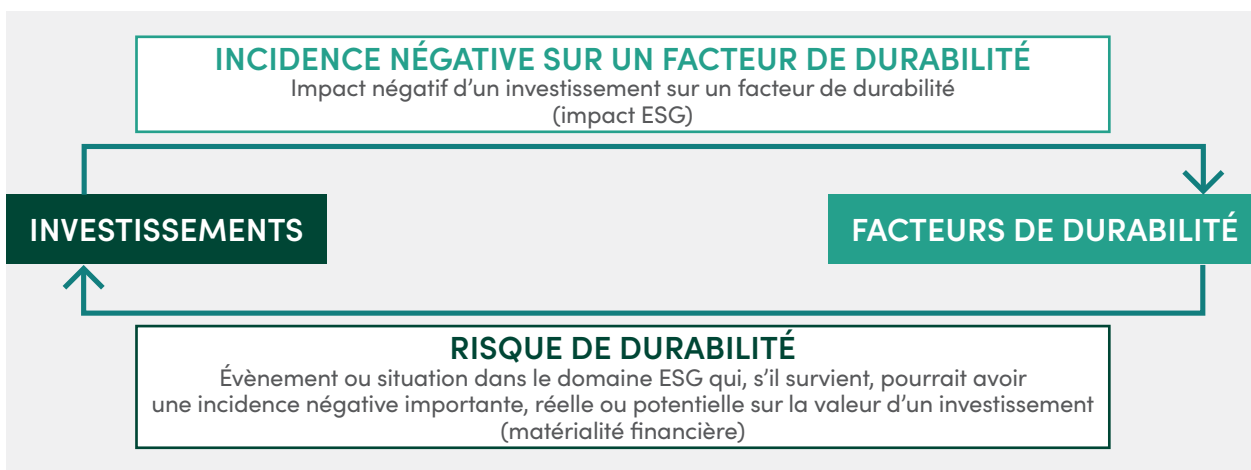 INCIDENCE NÉGATIVE SUR UN FACTEUR DE DURABILITÉ
Impact négatif d’un investissement sur un facteur de durabilité
(impact ESG)
INVESTISSEMENTS
FACTEURS DE DURABILITÉ
RISQUE DE DURABILITÉ
Évènement ou situation dans le domaine ESG qui, s’il survient, pourrait avoir
une incidence négative importante, réelle ou potentielle sur la valeur d’un investissement
(matérialité financière)